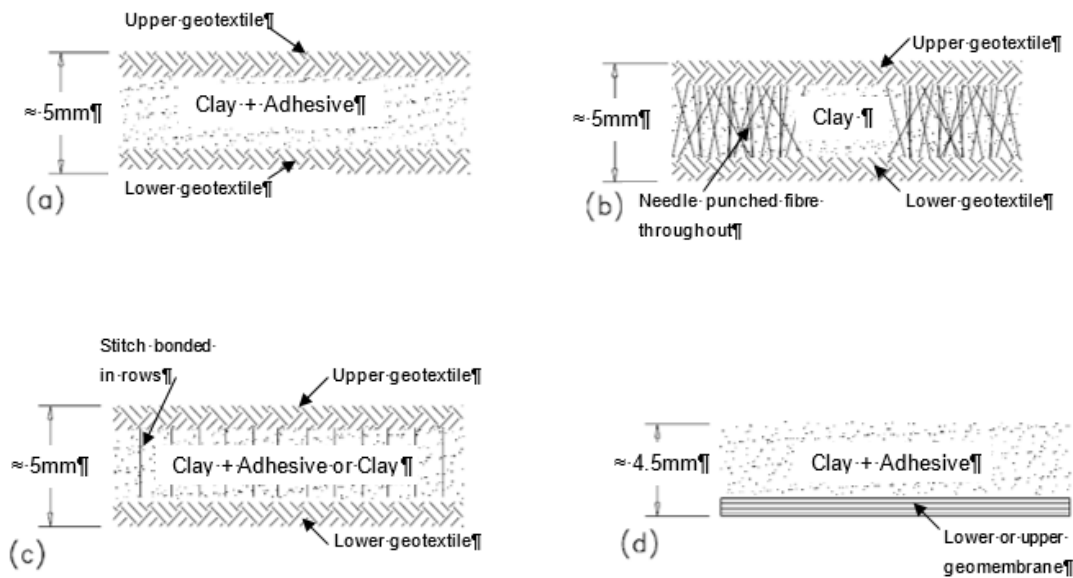 Upper·geotextile¶
≈·5mm¶
Clay·+·Adhesive¶
Lower·geotextile¶
(a)
Upper·geotextile¶
≈·5mm¶
Clay·¶
Needle·punched·fibre·
throughout¶
Lower·geotextile¶
(b)
Stitch·bonded·
in·rows¶
Upper·geotextile¶
≈·5mm¶
Clay·+·Adhesive·or·Clay¶
Lower·geotextile¶
(c)
≈·4.5mm¶
Clay·+·Adhesive¶
Lower·or·upper·
geomembrane¶
(d)